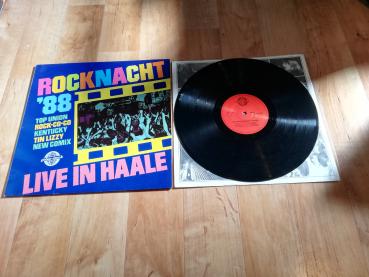 ROCKNACHT
'88
TOP UNION
ROCK-CO-CO
KENTUCKY
TIN LIZZY
NEW COMIX
LIVE IN HAALE